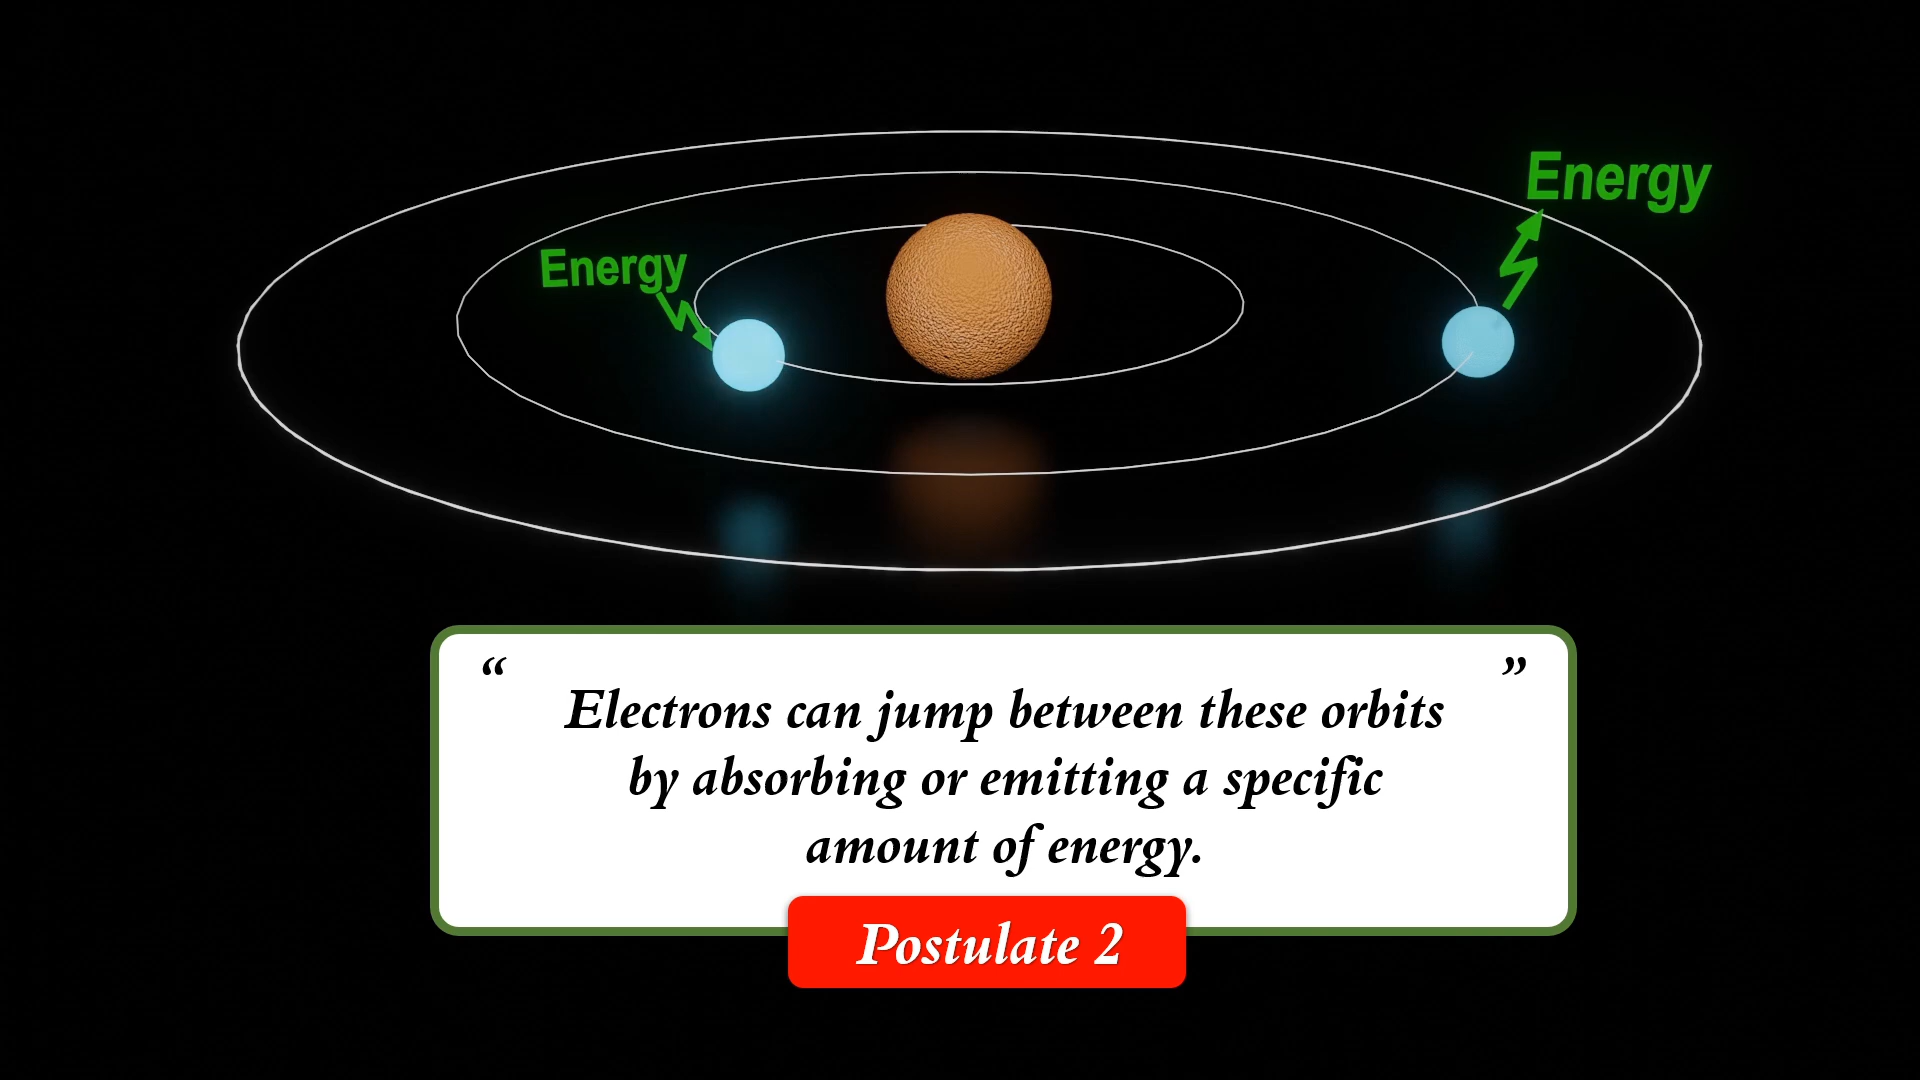 Energy
Energy
“ ”
Electrons can jump between these orbits
by absorbing or emitting a specific
amount of energy.
Postulate 2